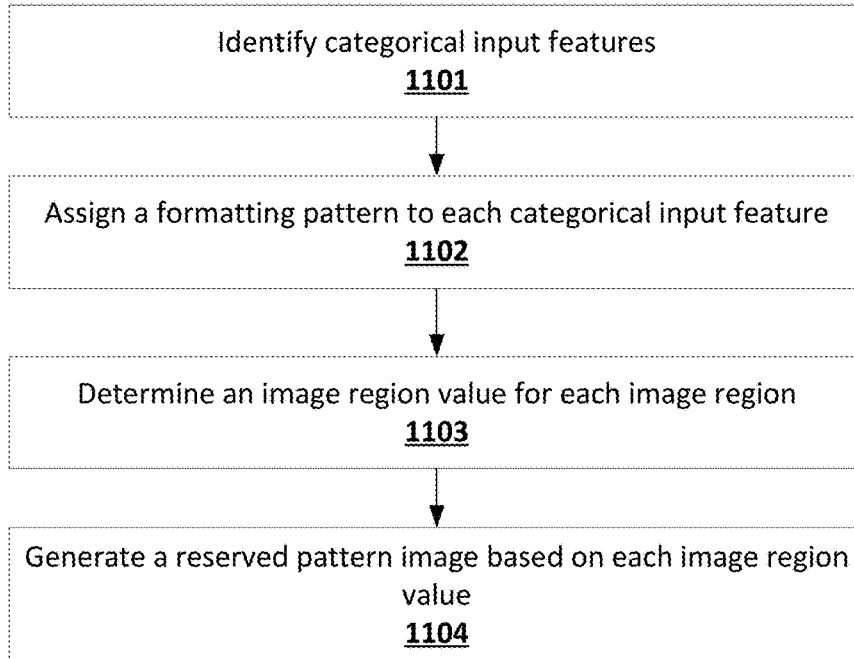 Identify categorical input features
1101
Assign a formatting pattern to each categorical input feature
1102
Determine an image region value for each image region
1103
Generate a reserved pattern image based on each image region
value
1104